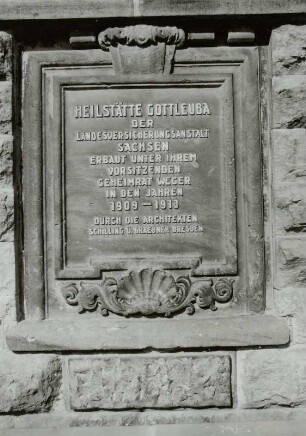 HEILSTÄTTE GOTTLEUBA
DER
LANDESVERSICHERUNGSANSTALT
SACHSEN
ERBAUT UNTER IHREM
VORSITZENDEN
GEHEIMRAT WEGER
IN DEN JAHREN
1909 — 1913
DURCH DIE ARCHITEKTEN
SCHILLING U. GRAEBNER DRESDEN